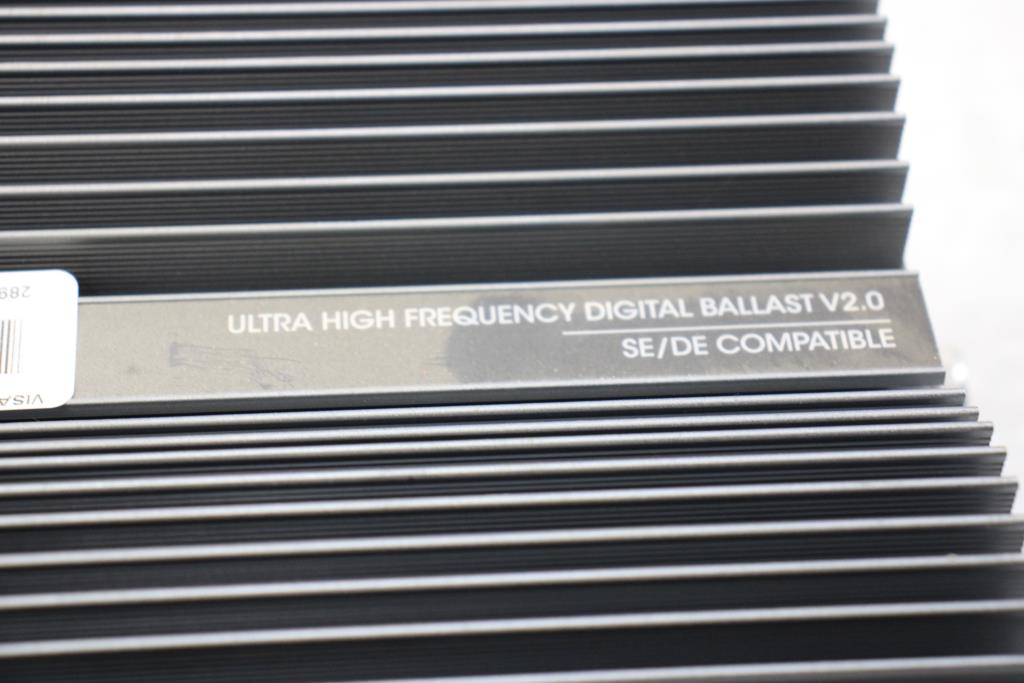 ULTRA HIGH FREQUENCY DIGITAL BALLAST V2.0
SE/DE COMPATIBLE